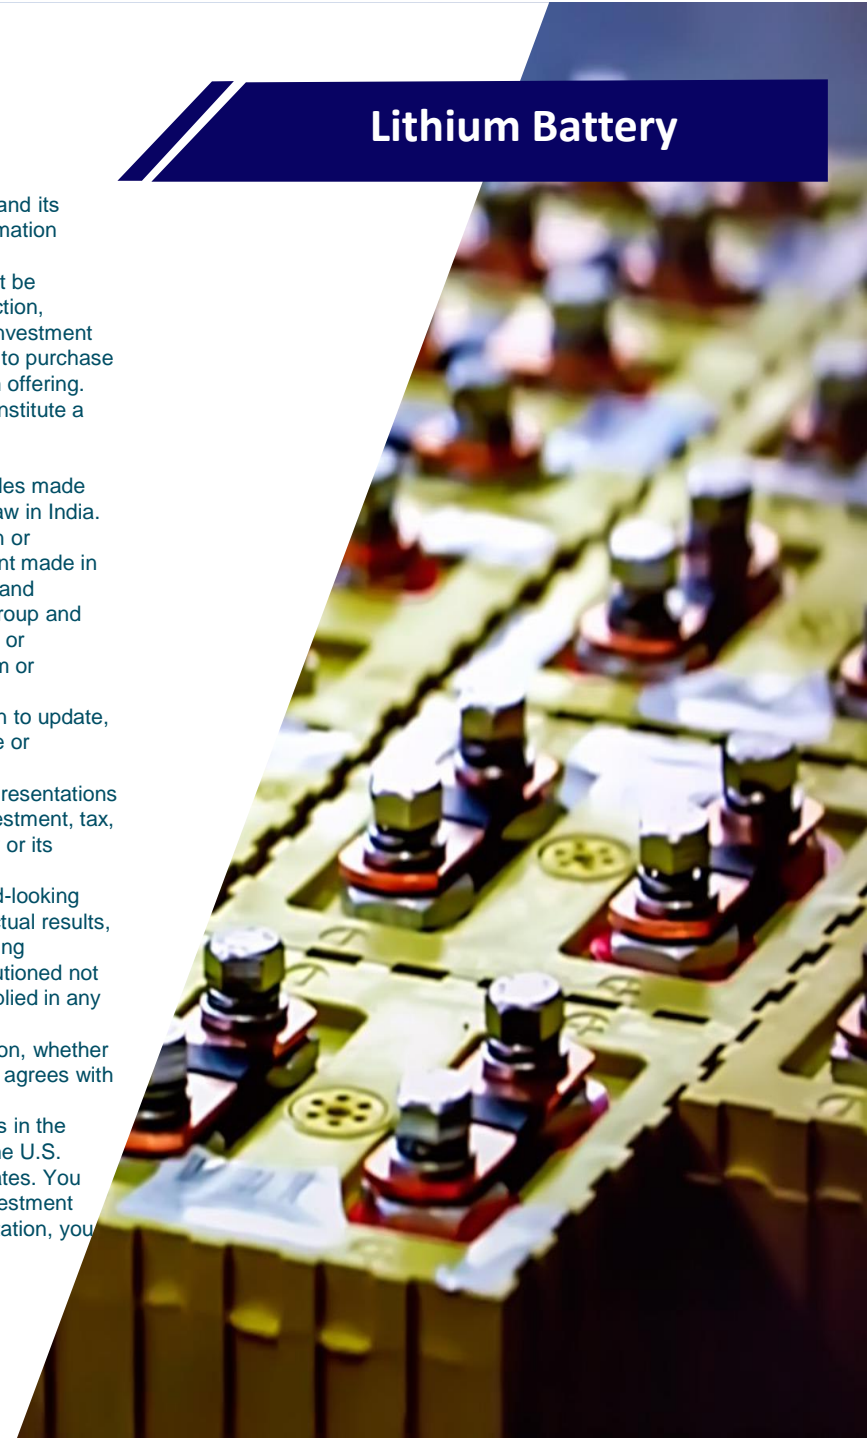 Lithium Battery
and its
mation
t be
ction,
nvestment
to purchase
offering.
nstitute a
les made
aw in India.
n or
nt made in
and
roup and
or
n or
n to update,
e or
resentations
estment, tax,
or its
d-looking
ctual results,
ng
utioned not
plied in any
on, whether
agrees with
s in the
ne U.S.
ates. You
estment
ation, you